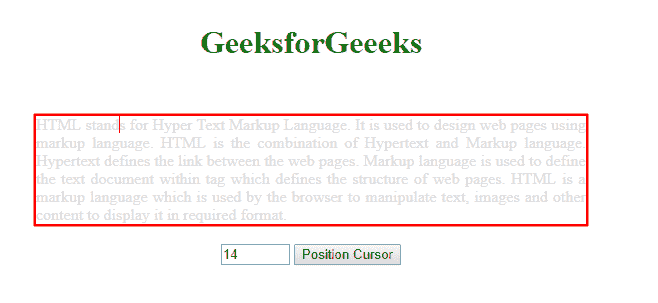 GeeksforGeeeks
HTML stands for Hyper Text Markup Language. It is used to design web pages using
markup language. HTML is the combination of Hypertext and Markup language.
Hypertext defines the link between the web pages. Markup language is used to define
the text document within tag which defines the structure of web pages. HTML is a
markup language which is used by the browser to manipulate text, images and other
content to display it in required format.
14 Position Cursor